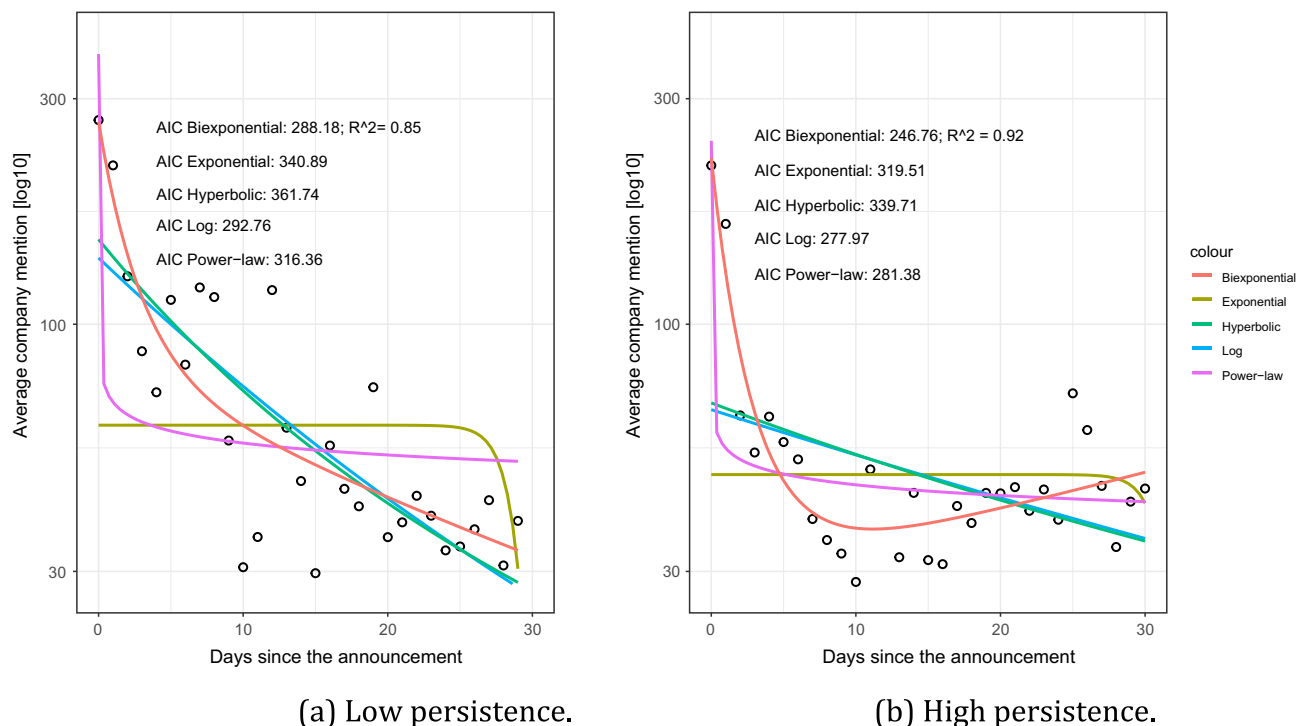 Average company mention [log10]
300
100
30
AIC Biexponential: 288.18; R^2= 0.85
AIC Exponential: 340.89
AIC Hyperbolic: 361.74
AIC Log: 292.76
AIC Power−law: 316.36
0
10
20
30
Days since the announcement
(a) Low persistence.
Average company mention [log10]
300
100
30
AIC Biexponential: 246.76; R^2 = 0.92
AIC Exponential: 319.51
AIC Hyperbolic: 339.71
AIC Log: 277.97
AIC Power−law: 281.38
0
10
20
30
Days since the announcement
(b) High persistence.
colour
Biexponential
Exponential
Hyperbolic
Log
Power−law